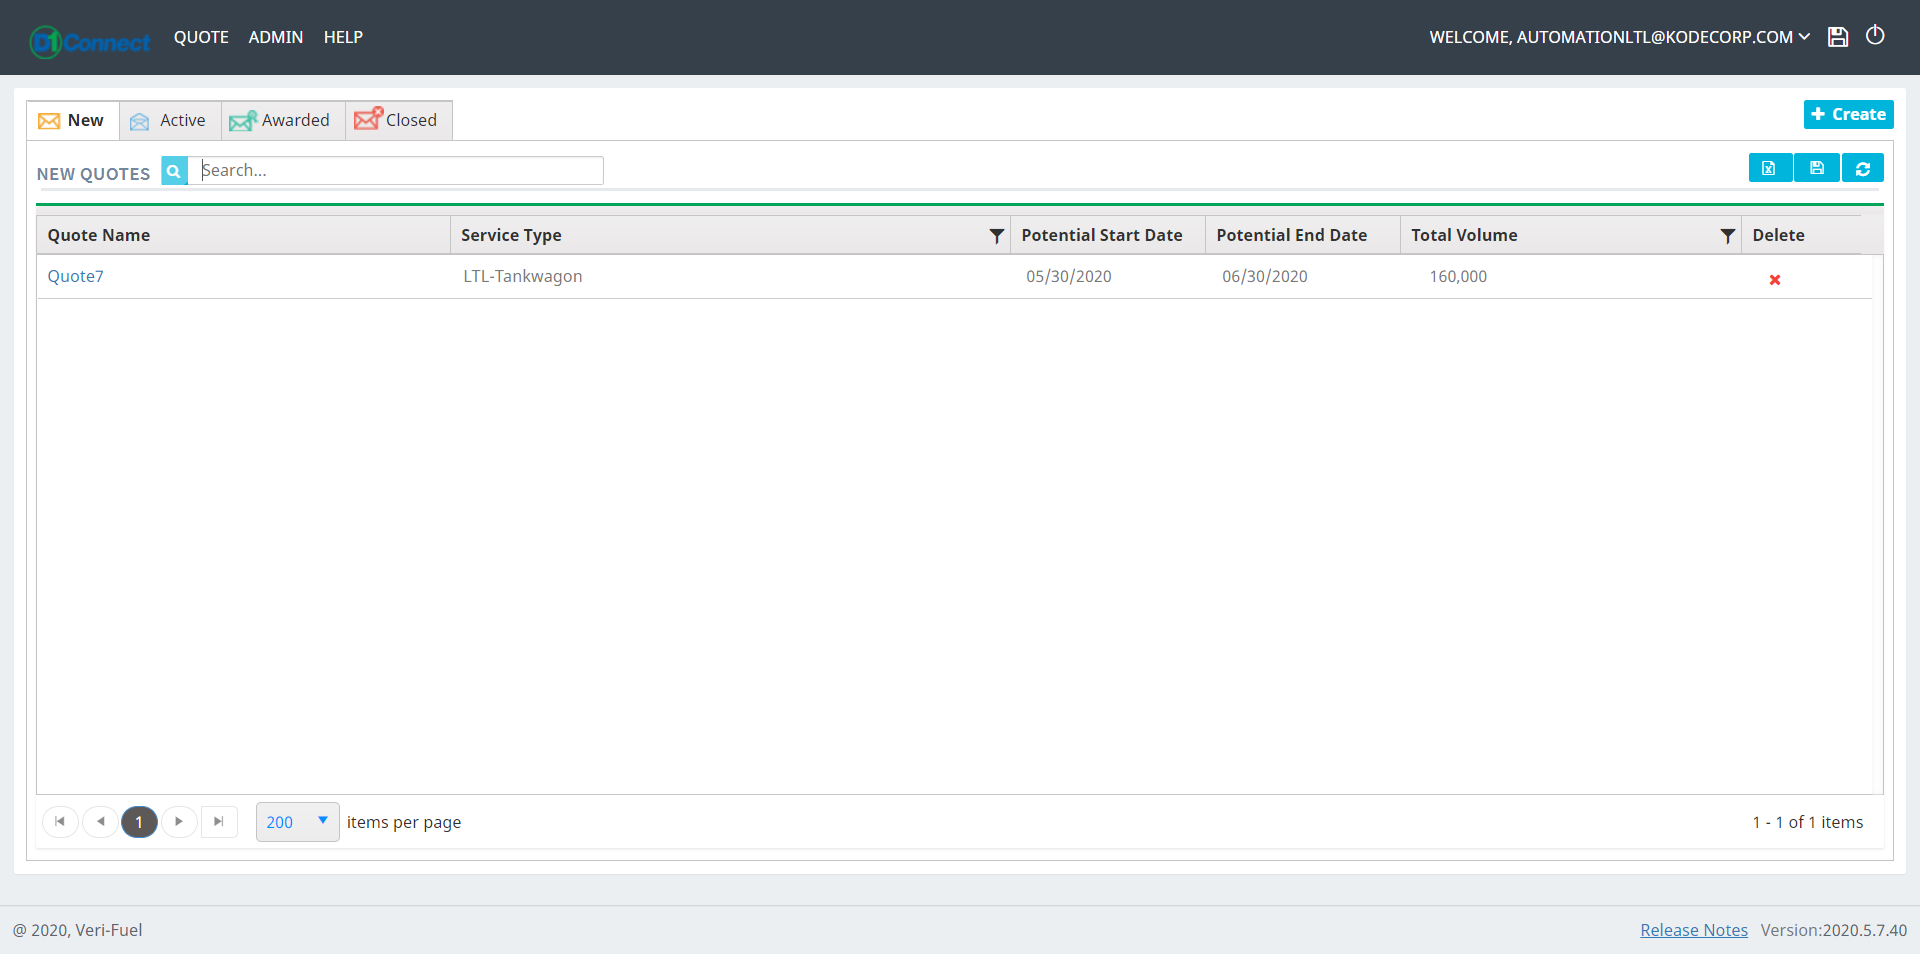 D1Connect QUOTE ADMIN HELP WELCOME, AUTOMATIONLTL@KODECORP.COM
New Active Awarded Closed + Create
NEW QUOTES Search...
Quote Name Service Type Potential Start Date Potential End Date Total Volume Delete
Quote7 LTL-Tankwagon 05/30/2020 06/30/2020 160,000
1 200 items per page 1 - 1 of 1 items
@ 2020, Veri-Fuel Release Notes Version:2020.5.7.40